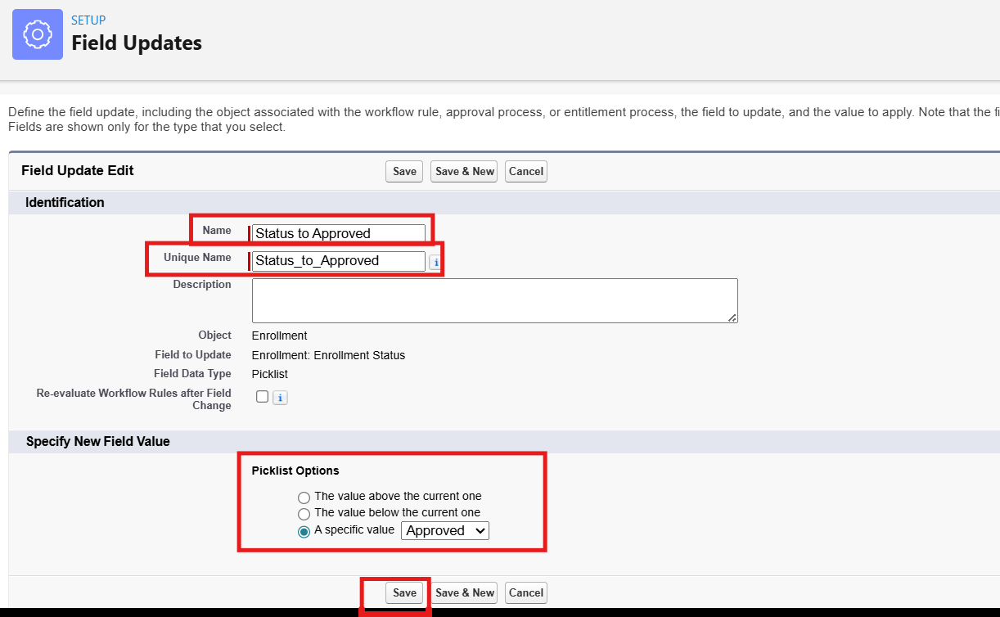 SETUP
Field Updates
Define the field update, including the object associated with the workflow rule, approval process, or entitlement process, the field to update, and the value to apply. Note that the fi
Fields are shown only for the type that you select.
Field Update Edit
Save Save & New Cancel
Identification
Name Status to Approved
Unique Name Status_to_Approved i
Description
Object Enrollment
Field to Update Enrollment: Enrollment Status
Field Data Type Picklist
Re-evaluate Workflow Rules after Field
Change i
Specify New Field Value
Picklist Options
The value above the current one
The value below the current one
A specific value Approved
Save Save & New Cancel